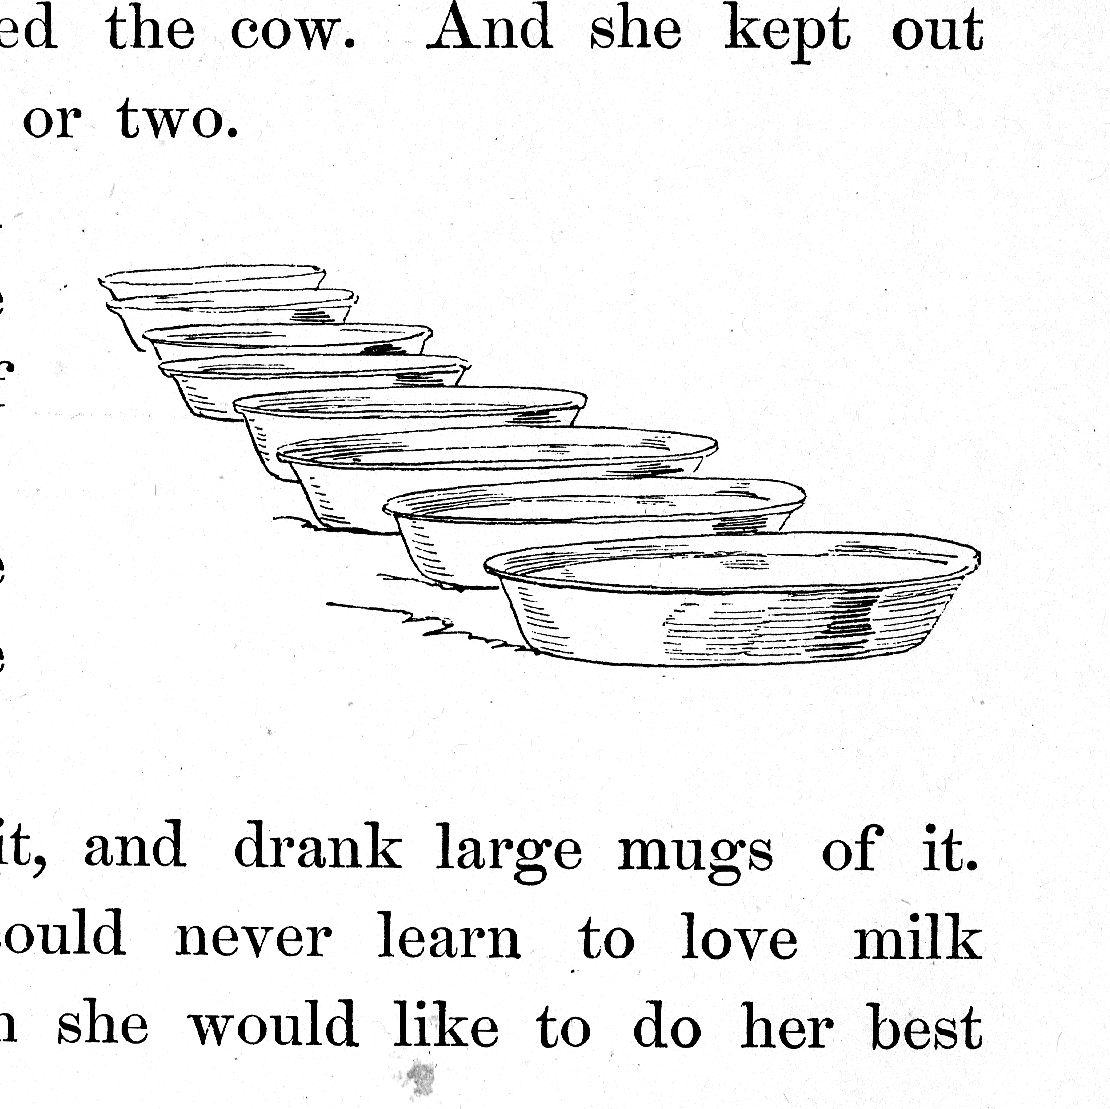 ed the cow. And she kept out
or two.
it, and drank large mugs of it.
ould never learn to love milk
she would like to do her best